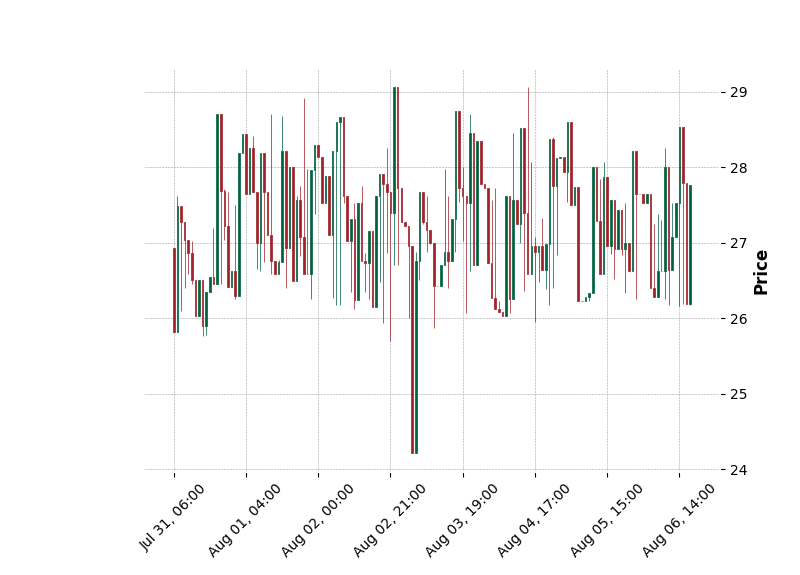 29
28
27
26
25
24
Price
Jul 31, 06:00
Aug 01, 04:00
Aug 02, 00:00
Aug 02, 21:00
Aug 03, 19:00
Aug 04, 17:00
Aug 05, 15:00
Aug 06, 14:00